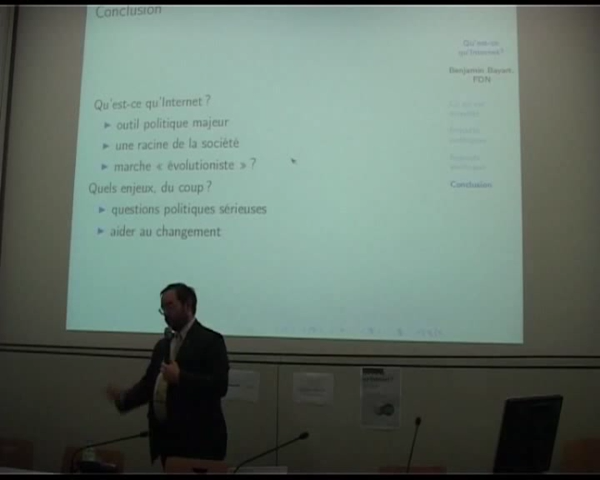 Conclusion
Qu'est-ce qu'Internet ?
▶ outil politique majeur
▶ une racine de la société
▶ marche « évolutioniste » ?
Quels enjeux, du coup ?
▶ questions politiques sérieuses
▶ aider au changement
Qu'est-ce
qu'Internet?
Benjamin Bayart,
FDN
Conclusion